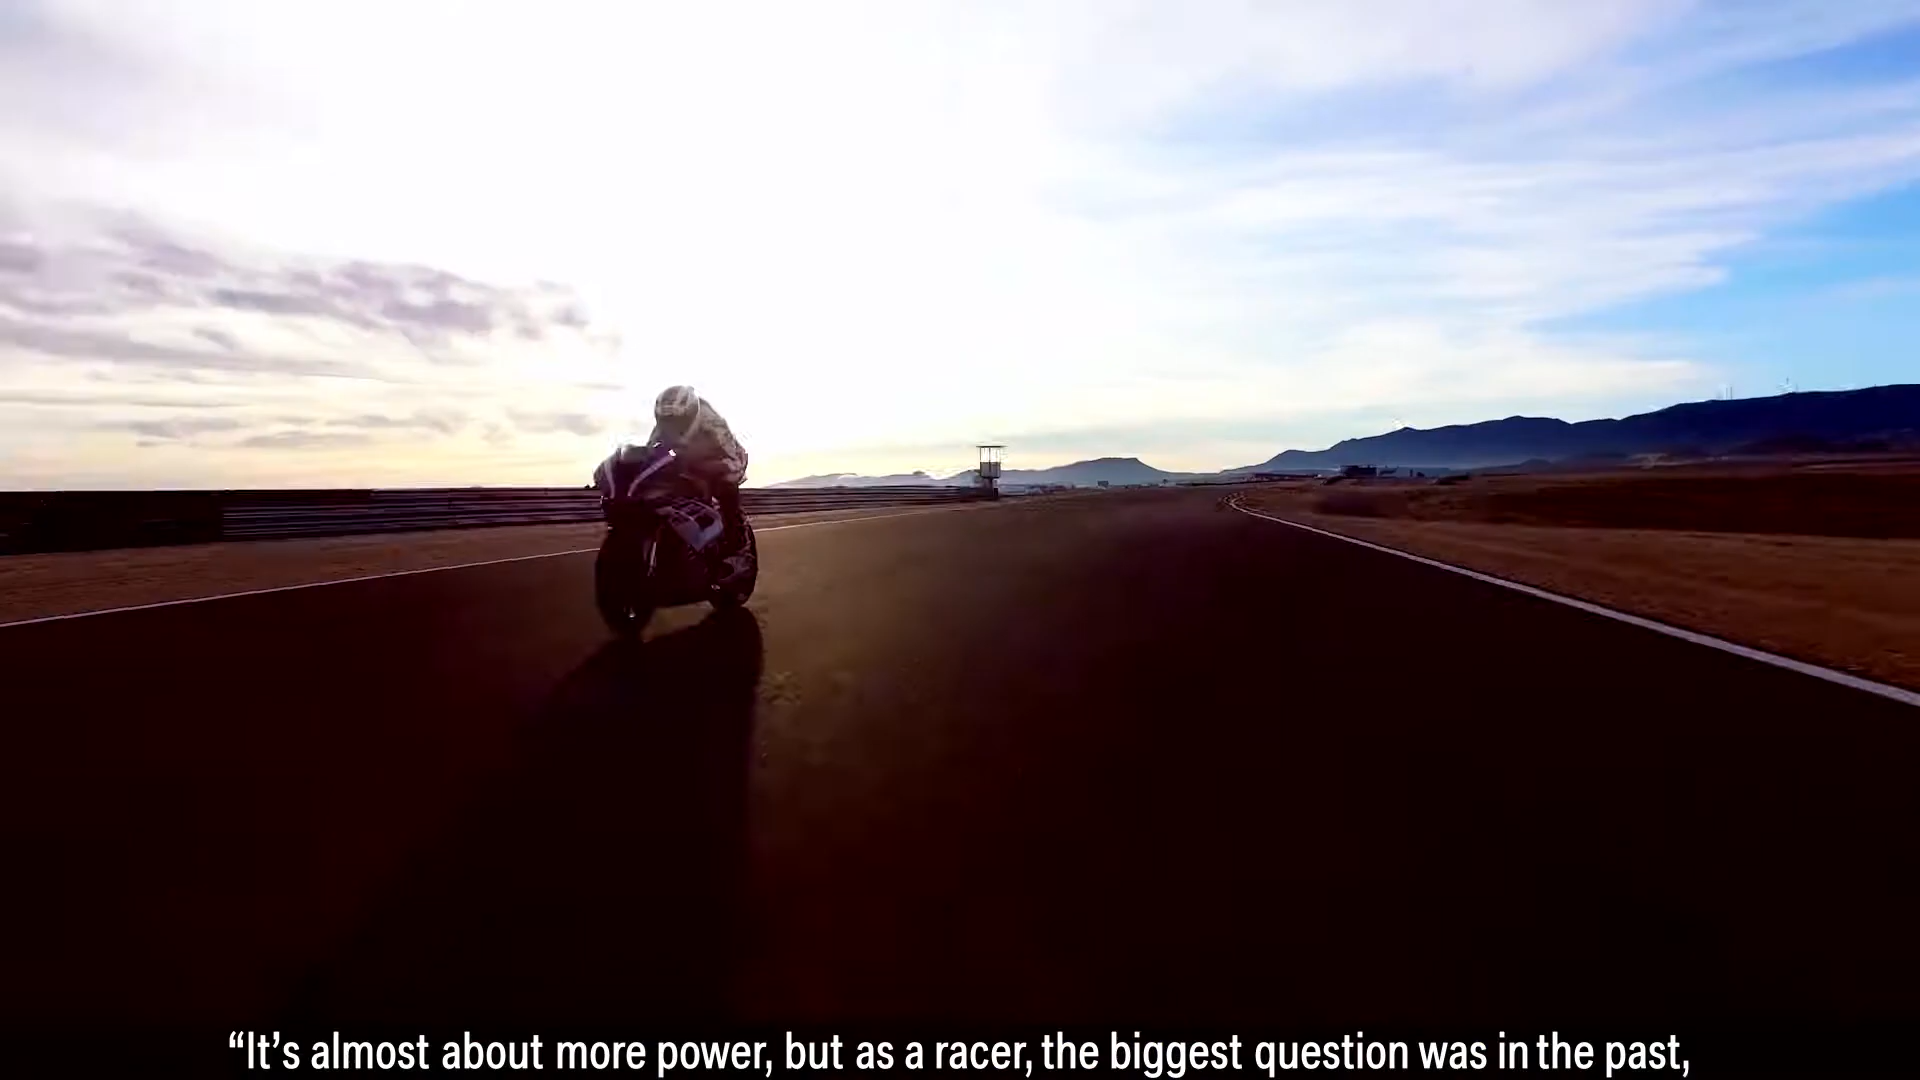 “It’s almost about more power, but as a racer, the biggest question was in the past,